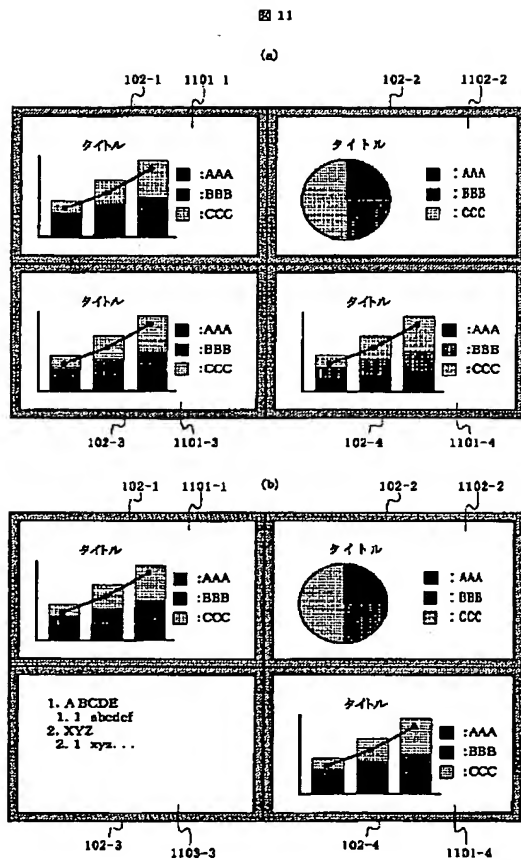 図 11
(a)
102-1 1101 1 102-2 1102-2
タイトル
:AAA
:BBB
:CCC
タイトル
:AAA
:BBB
:CCC
:AAA
:BBB
:CCC
タイトル
:AAA
:BBB
:CCC
タイトル
102-3 1101-3 102-4 1101-4
(b)
102-1 1101-1 102-2 1102-2
タイトル
:AAA
:BBB
:CCC
タイトル
:AAA
:BBB
:CCC
1. ABCDE
1. 1 abcdef
2. XYZ
2. 1 xyz...
タイトル
:AAA
:BBB
:CCC
102-3 1103-3 102-4 1101-4